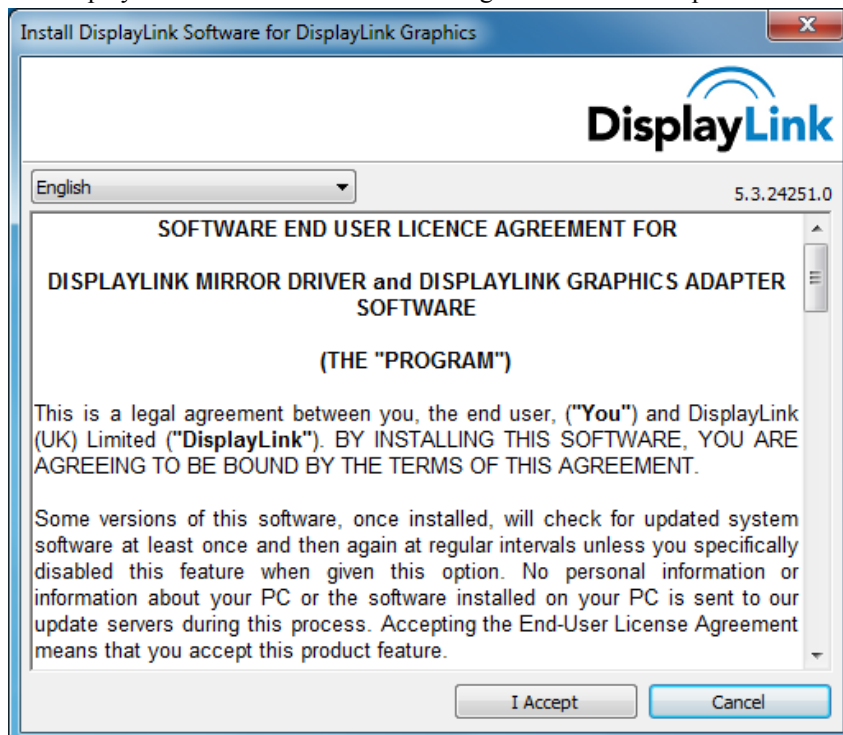 Install DisplayLink Software for DisplayLink Graphics
DisplayLink
English
5.3.24251.0
SOFTWARE END USER LICENCE AGREEMENT FOR
DISPLAYLINK MIRROR DRIVER and DISPLAYLINK GRAPHICS ADAPTER
SOFTWARE
(THE "PROGRAM")
This is a legal agreement between you, the end user, ("You") and DisplayLink
(UK) Limited ("DisplayLink"). BY INSTALLING THIS SOFTWARE, YOU ARE
AGREEING TO BE BOUND BY THE TERMS OF THIS AGREEMENT.
Some versions of this software, once installed, will check for updated system
software at least once and then again at regular intervals unless you specifically
disabled this feature when given this option. No personal information or
information about your PC or the software installed on your PC is sent to our
update servers during this process. Accepting the End-User License Agreement
means that you accept this product feature.
I Accept
Cancel